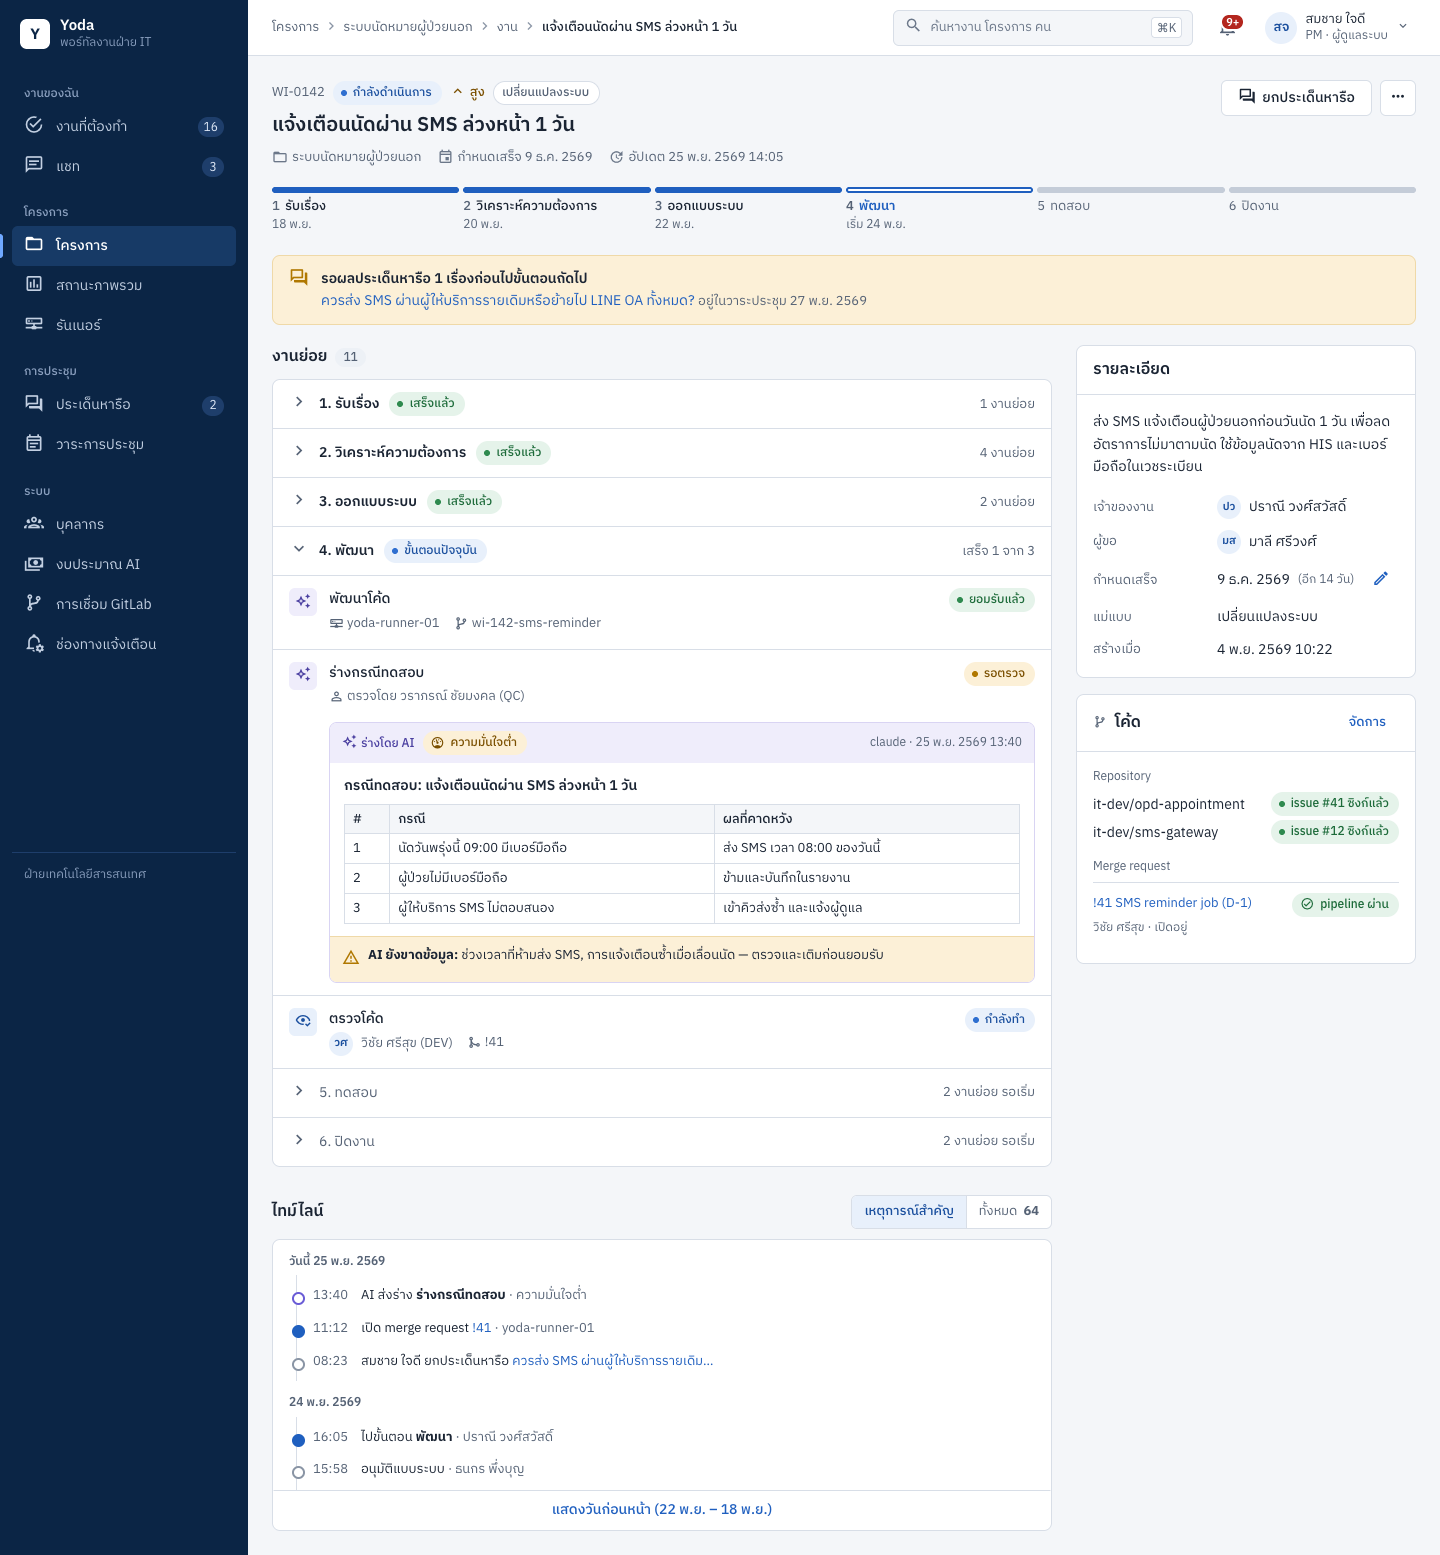 Y
Yoda
พอร์ทัลงานฝ่าย IT
งานของฉัน
งานที่ต้องทำ 16
แชท 3
โครงการ
โครงการ
สถานะภาพรวม
รันเนอร์
การประชุม
ประเด็นหารือ 2
วาระการประชุม
ระบบ
บุคลากร
งบประมาณ AI
การเชื่อม GitLab
ช่องทางแจ้งเตือน
ฝ่ายเทคโนโลยีสารสนเทศ
โครงการ ระบบนัดหมายผู้ป่วยนอก งาน แจ้งเตือนนัดผ่าน SMS ล่วงหน้า 1 วัน
ค้นหางาน โครงการ คน ⌘K
9+
สจ
สมชาย ใจดี
PM · ผู้ดูแลระบบ
WI-0142 กำลังดำเนินการ สูง เปลี่ยนแปลงระบบ
แจ้งเตือนนัดผ่าน SMS ล่วงหน้า 1 วัน
ระบบนัดหมายผู้ป่วยนอก กำหนดเสร็จ 9 ธ.ค. 2569 อัปเดต 25 พ.ย. 2569 14:05
ยกประเด็นหารือ
1 รับเรื่อง
18 พ.ย.
2 วิเคราะห์ความต้องการ
20 พ.ย.
3 ออกแบบระบบ
22 พ.ย.
4 พัฒนา
เริ่ม 24 พ.ย.
5 ทดสอบ
6 ปิดงาน
รอผลประเด็นหารือ 1 เรื่องก่อนไปขั้นตอนถัดไป
ควรส่ง SMS ผ่านผู้ให้บริการรายเดิมหรือย้ายไป LINE OA ทั้งหมด? อยู่ในวาระประชุม 27 พ.ย. 2569
งานย่อย 11
1. รับเรื่อง เสร็จแล้ว 1 งานย่อย
2. วิเคราะห์ความต้องการ เสร็จแล้ว 4 งานย่อย
3. ออกแบบระบบ เสร็จแล้ว 2 งานย่อย
4. พัฒนา ขั้นตอนปัจจุบัน เสร็จ 1 จาก 3
พัฒนาโค้ด ยอมรับแล้ว
yoda-runner-01 wi-142-sms-reminder
ร่างกรณีทดสอบ รอตรวจ
ตรวจโดย วราภรณ์ ชัยมงคล (QC)
ร่างโดย AI ความมั่นใจต่ำ claude · 25 พ.ย. 2569 13:40
กรณีทดสอบ: แจ้งเตือนนัดผ่าน SMS ล่วงหน้า 1 วัน
# กรณี ผลที่คาดหวัง
1 นัดวันพรุ่งนี้ 09:00 มีเบอร์มือถือ ส่ง SMS เวลา 08:00 ของวันนี้
2 ผู้ป่วยไม่มีเบอร์มือถือ ข้ามและบันทึกในรายงาน
3 ผู้ให้บริการ SMS ไม่ตอบสนอง เข้าคิวส่งซ้ำ และแจ้งผู้ดูแล
AI ยังขาดข้อมูล: ช่วงเวลาที่ห้ามส่ง SMS, การแจ้งเตือนซ้ำเมื่อเลื่อนนัด — ตรวจและเติมก่อนยอมรับ
ตรวจโค้ด กำลังทำ
วศ วิชัย ศรีสุข (DEV) !41
5. ทดสอบ 2 งานย่อย รอเริ่ม
6. ปิดงาน 2 งานย่อย รอเริ่ม
รายละเอียด
ส่ง SMS แจ้งเตือนผู้ป่วยนอกก่อนวันนัด 1 วัน เพื่อลด
อัตราการไม่มาตามนัด ใช้ข้อมูลนัดจาก HIS และเบอร์
มือถือในเวชระเบียน
เจ้าของงาน ปว ปราณี วงศ์สวัสดิ์
ผู้ขอ มส มาลี ศรีวงศ์
กำหนดเสร็จ 9 ธ.ค. 2569 (อีก 14 วัน)
แม่แบบ เปลี่ยนแปลงระบบ
สร้างเมื่อ 4 พ.ย. 2569 10:22
โค้ด จัดการ
Repository
it-dev/opd-appointment issue #41 ซิงก์แล้ว
it-dev/sms-gateway issue #12 ซิงก์แล้ว
Merge request
!41 SMS reminder job (D-1) pipeline ผ่าน
วิชัย ศรีสุข · เปิดอยู่
ไทม์ไลน์ เหตุการณ์สำคัญ ทั้งหมด 64
วันนี้ 25 พ.ย. 2569
13:40 AI ส่งร่าง ร่างกรณีทดสอบ · ความมั่นใจต่ำ
11:12 เปิด merge request !41 · yoda-runner-01
08:23 สมชาย ใจดี ยกประเด็นหารือ ควรส่ง SMS ผ่านผู้ให้บริการรายเดิม…
24 พ.ย. 2569
16:05 ไปขั้นตอน พัฒนา · ปราณี วงศ์สวัสดิ์
15:58 อนุมัติแบบระบบ · ธนกร พึ่งบุญ
แสดงวันก่อนหน้า (22 พ.ย. – 18 พ.ย.)